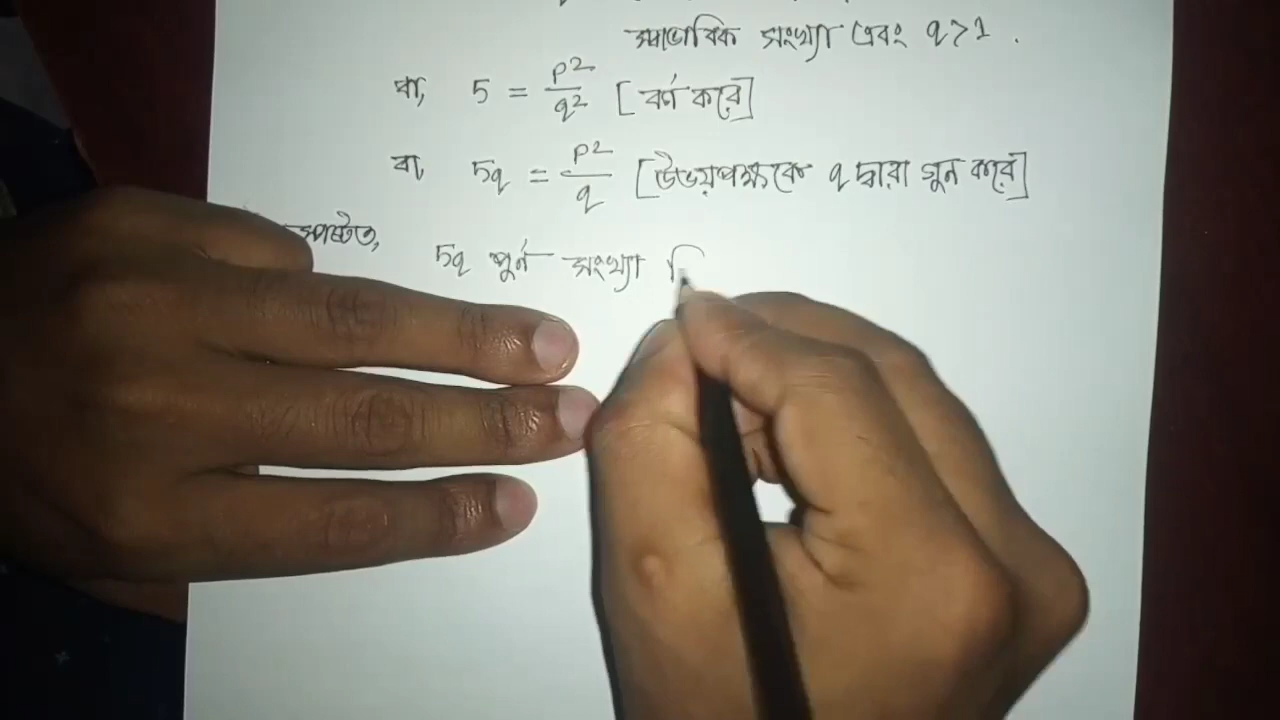 স্বাভাবিক সংখ্যা এবং q>1.
বা, 5 = p²/q² [বর্গ করে]
বা, 5q = p²/q [উভয়পক্ষকে q দ্বারা গুন করে]
স্পষ্টত,
5q পুর্ন সংখ্যা